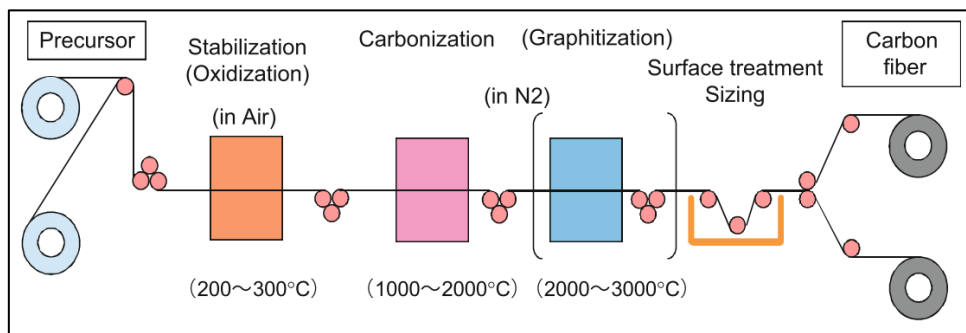 Precursor
Stabilization
(Oxidization)
(in Air)
Carbonization
(Graphitization)
(in N2)
Surface treatment
Sizing
Carbon
fiber
(200～300°C)
(1000～2000°C)
(2000～3000°C)